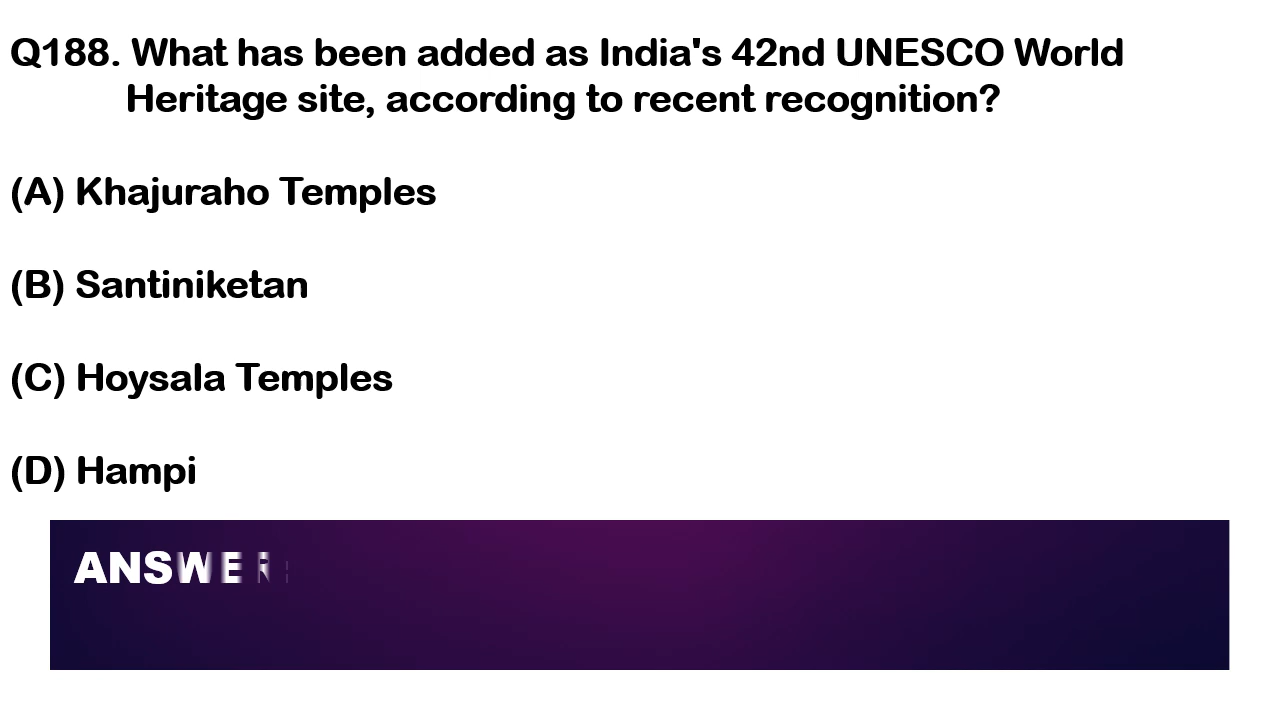 Q188. What has been added as India's 42nd UNESCO World
Heritage site, according to recent recognition?
(A) Khajuraho Temples
(B) Santiniketan
(C) Hoysala Temples
(D) Hampi
ANSWER: